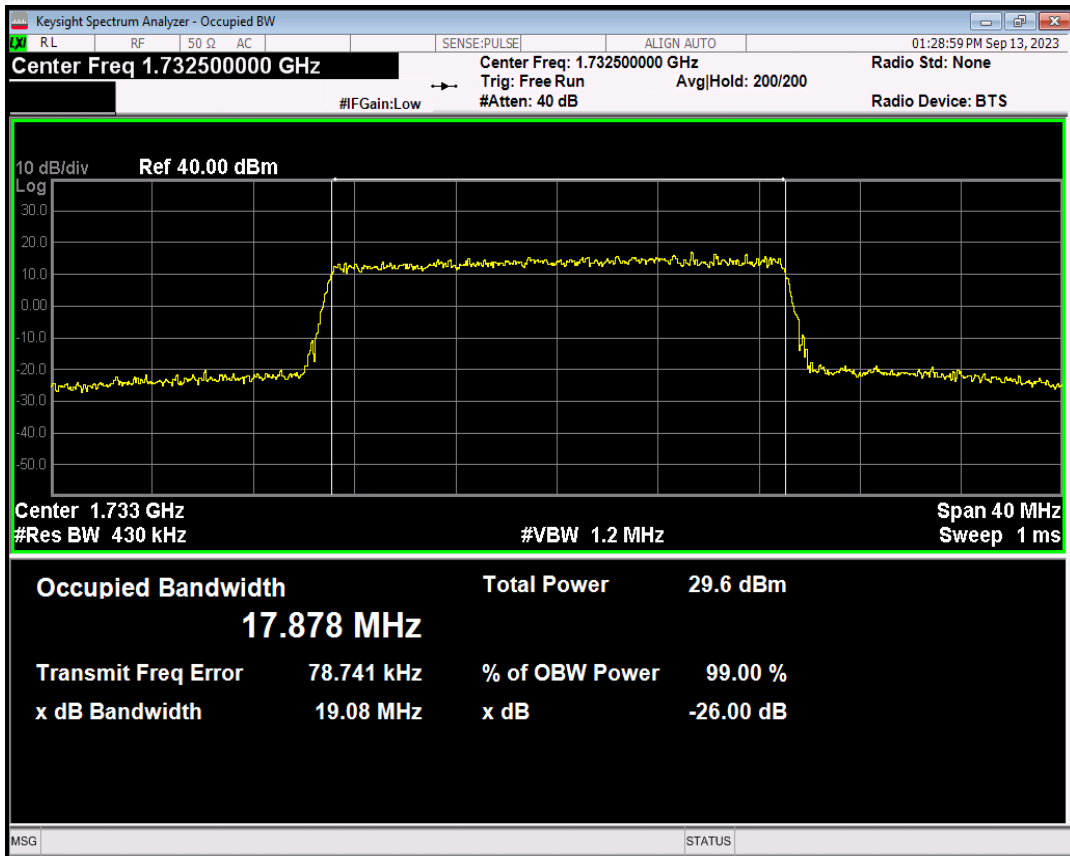 Keysight Spectrum Analyzer - Occupied BW
LXI RL RF 50 Ω AC SENSE:PULSE ALIGN AUTO 01:28:59 PM Sep 13, 2023
Center Freq 1.732500000 GHz Center Freq: 1.732500000 GHz Radio Std: None
Trig: Free Run Avg|Hold: 200/200
#IFGain:Low #Atten: 40 dB Radio Device: BTS
10 dB/div Ref 40.00 dBm
Log
30.0
20.0
10.0
0.00
-10.0
-20.0
-30.0
-40.0
-50.0
Center 1.733 GHz Span 40 MHz
#Res BW 430 kHz #VBW 1.2 MHz Sweep 1 ms
Occupied Bandwidth Total Power 29.6 dBm
17.878 MHz
Transmit Freq Error 78.741 kHz % of OBW Power 99.00 %
x dB Bandwidth 19.08 MHz x dB -26.00 dB
MSG STATUS